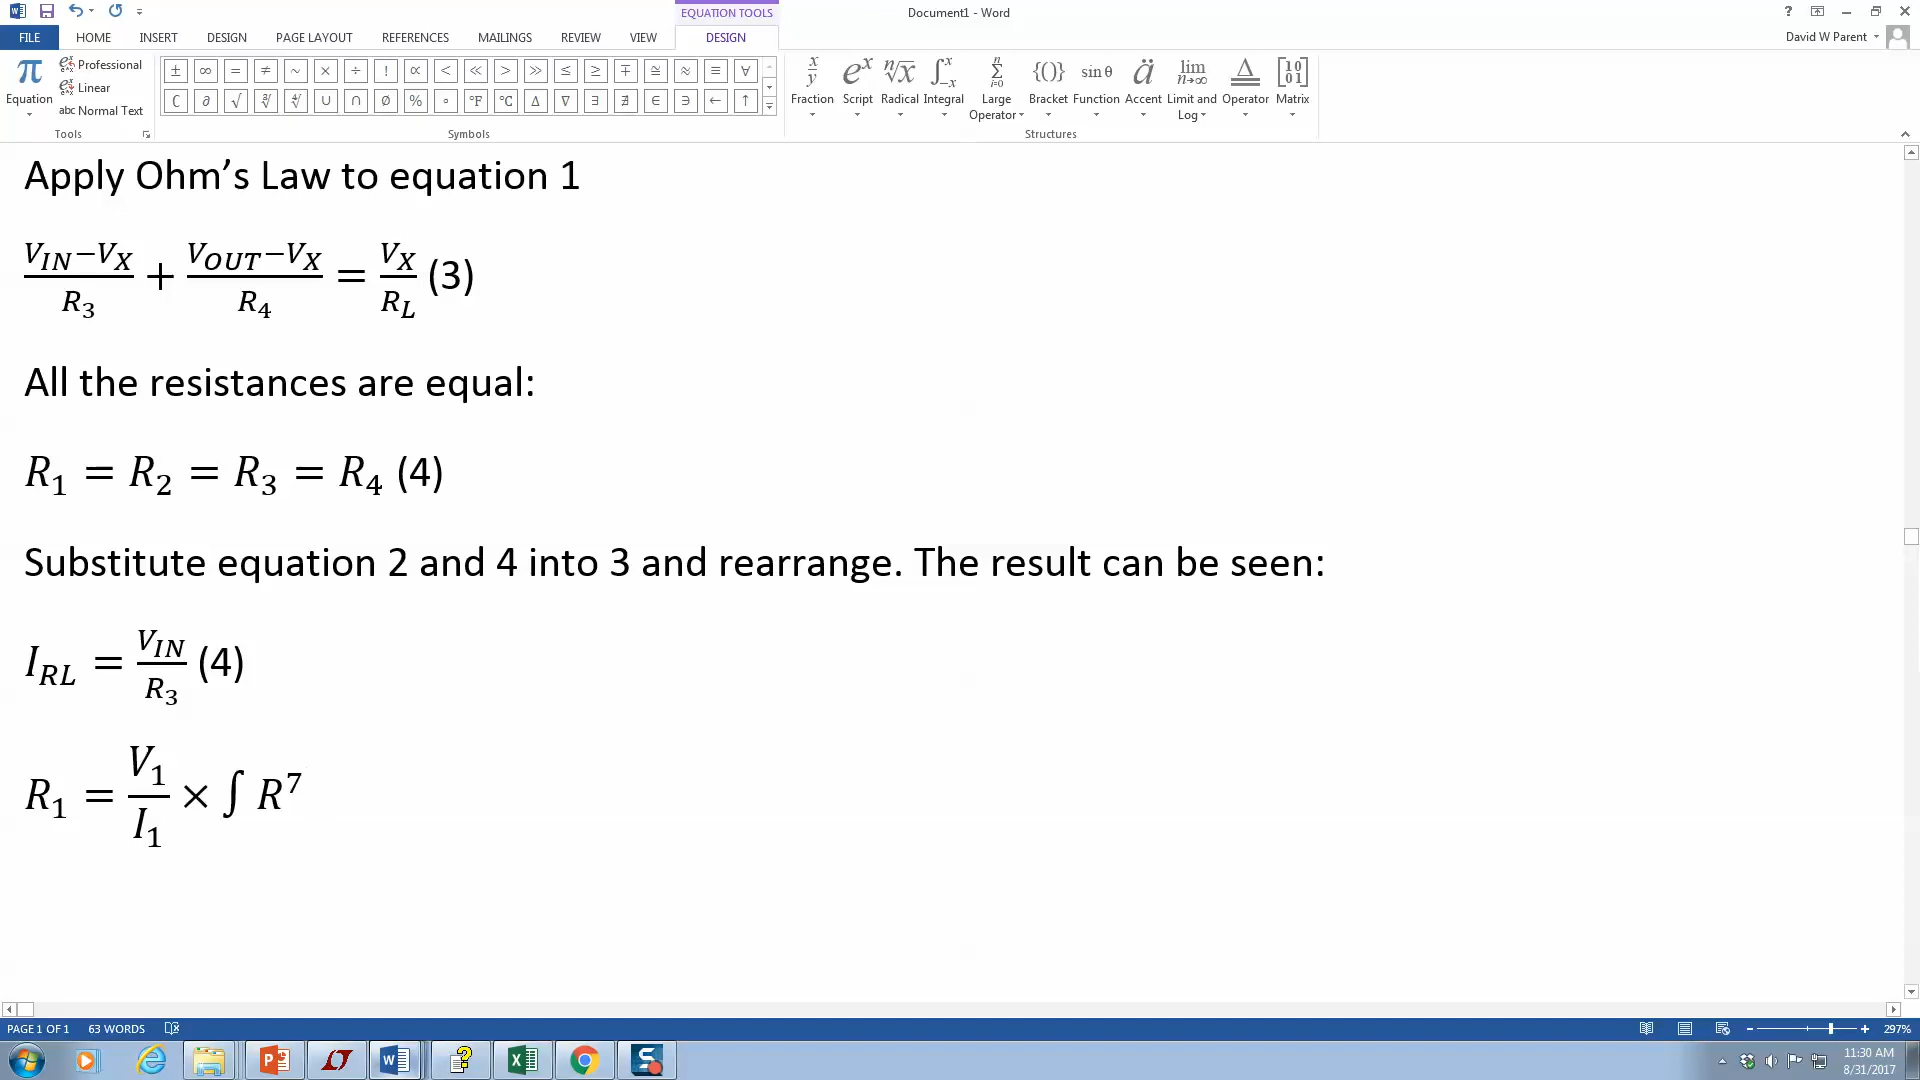 EQUATION TOOLS
Document1 - Word
?
FILE HOME INSERT DESIGN PAGE LAYOUT REFERENCES MAILINGS REVIEW VIEW DESIGN
David W Parent
π Equation
Professional
Linear
abc Normal Text
Tools
± ∞ = ≠ ~ × ÷ ! ∝ < ≪ > ≫ ≤ ≥ ∓ ≅ ≈ ≡ ∀
∁ ∂ √ ∛ ∜ ∪ ∩ ∅ % ∘ °F °C ∆ ∇ ∃ ∄ ∈ ∋ ← ↑
Symbols
Fraction Script Radical Integral Large Operator Bracket Function Accent Limit and Log Operator Matrix
Structures
Apply Ohm’s Law to equation 1
(V_IN−V_X)/R_3 + (V_OUT−V_X)/R_4 = V_X/R_L (3)
All the resistances are equal:
R_1 = R_2 = R_3 = R_4 (4)
Substitute equation 2 and 4 into 3 and rearrange. The result can be seen:
I_RL = V_IN/R_3 (4)
R_1 = V_1/I_1 × ∫ R^7
PAGE 1 OF 1 63 WORDS
297%
11:30 AM
8/31/2017